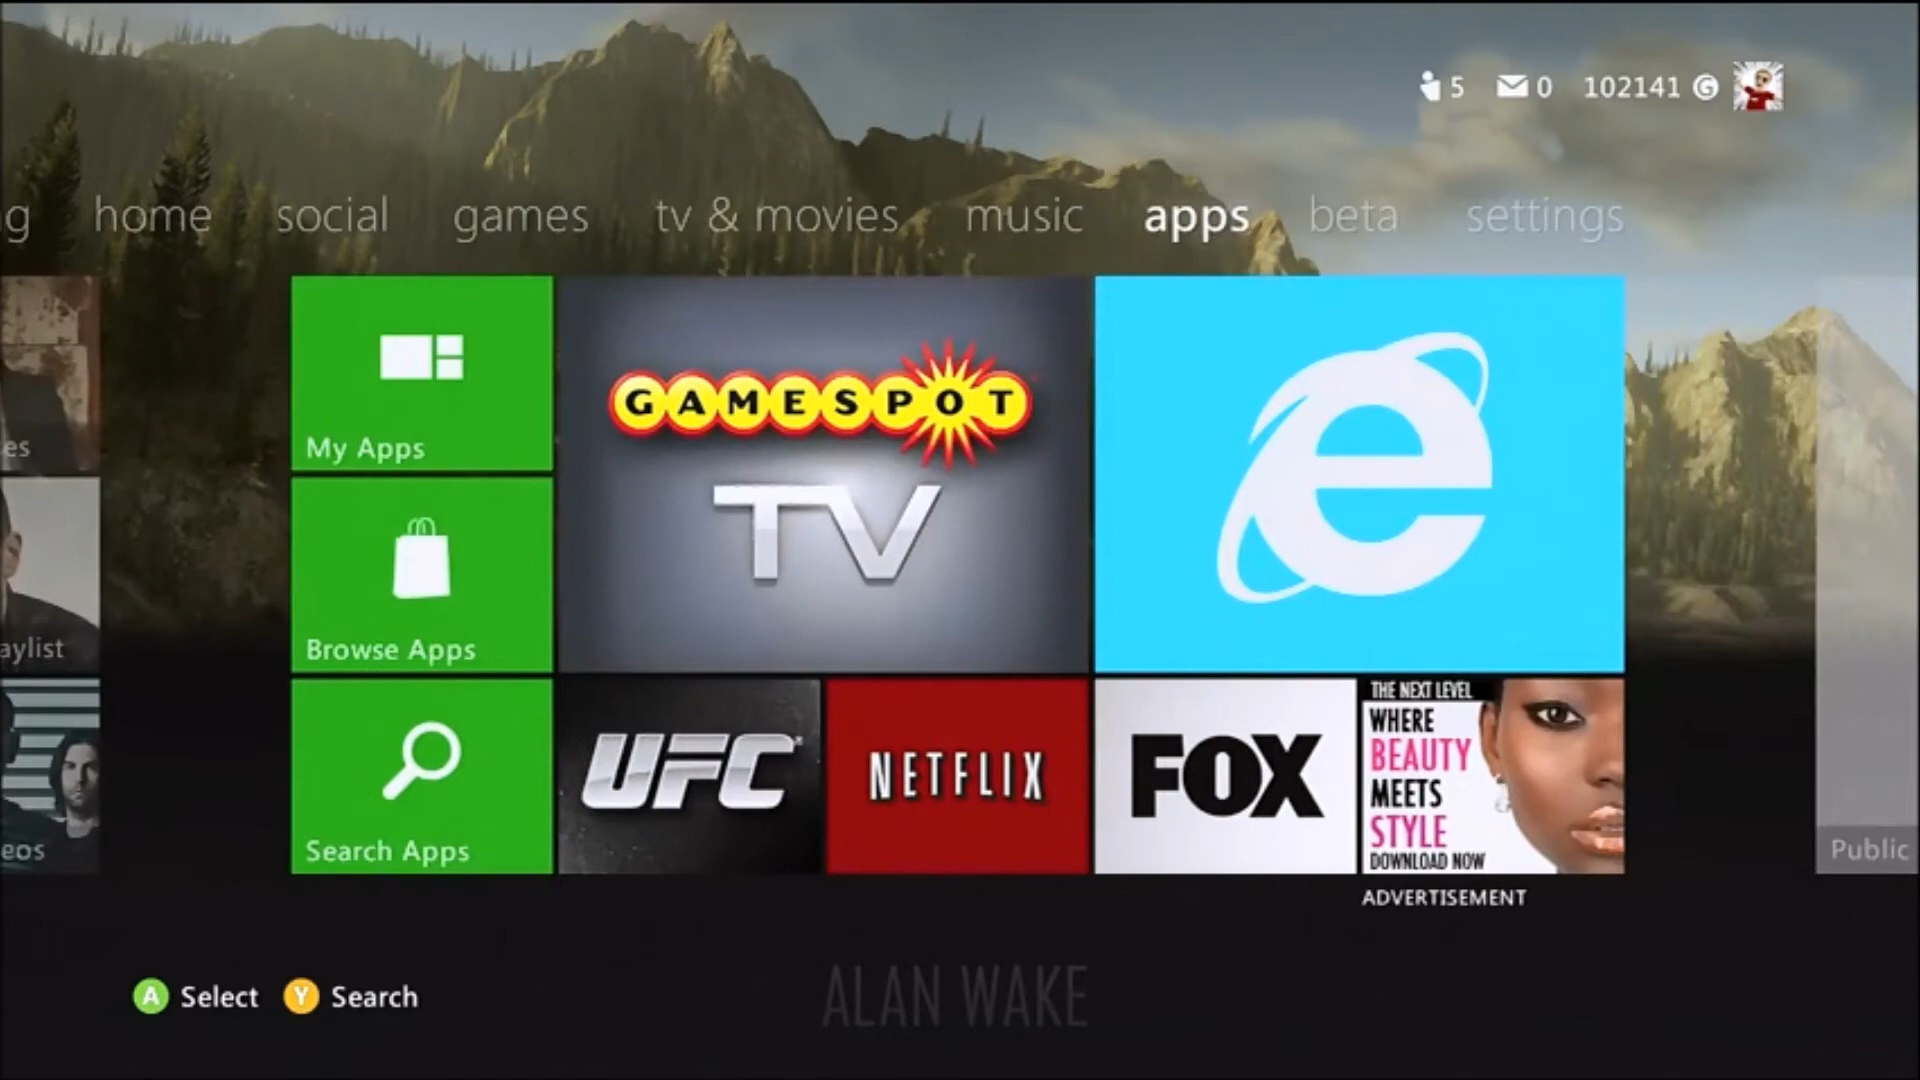 5 0 102141 G
g home social games tv & movies music apps beta settings
es
My Apps
GAMESPOT
TV
e
aylist
Browse Apps
eos
Search Apps
UFC
NETFLIX
FOX
THE NEXT LEVEL
WHERE
BEAUTY
MEETS
STYLE
DOWNLOAD NOW
Public
ADVERTISEMENT
A Select Y Search
ALAN WAKE